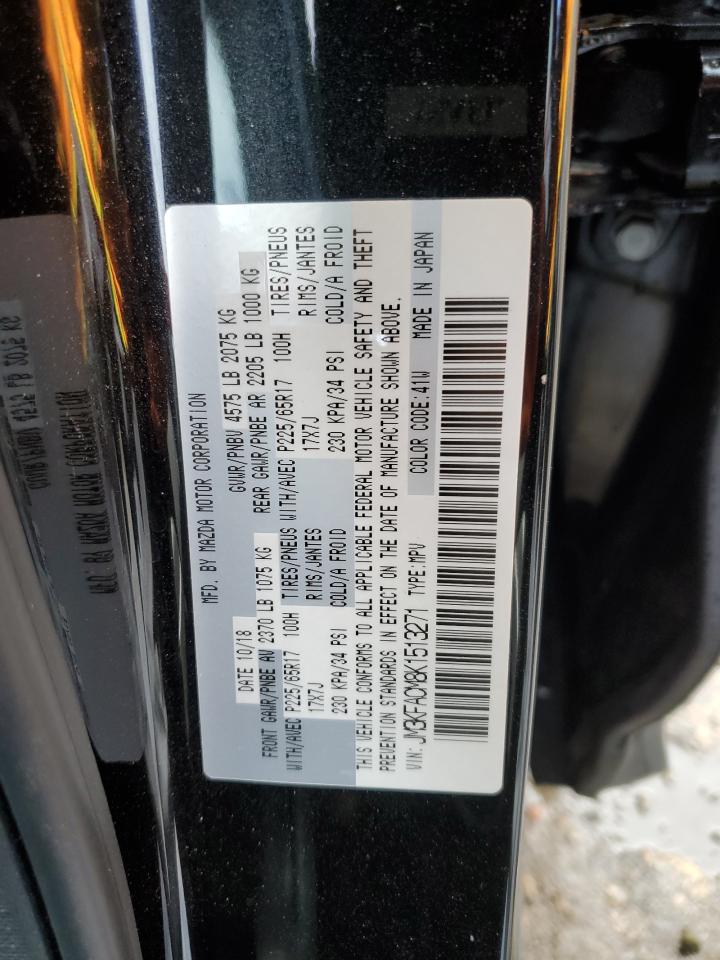 MFD. BY MAZDA MOTOR CORPORATION
DATE 10/18 GVWR/PNBV 4575 LB 2075 KG
FRONT GAWR/PNBE AV 2370 LB 1075 KG REAR GAWR/PNBE AR 2205 LB 1000 KG
TIRES/PNEUS TIRES/PNEUS
WITH/AVEC P225/65R17 100H WITH/AVEC P225/65R17 100H
17X7J RIMS/JANTES 17X7J RIMS/JANTES
230 KPA/34 PSI COLD/A FROID 230 KPA/34 PSI COLD/A FROID
THIS VEHICLE CONFORMS TO ALL APPLICABLE FEDERAL MOTOR VEHICLE SAFETY AND THEFT
PREVENTION STANDARDS IN EFFECT ON THE DATE OF MANUFACTURE SHOWN ABOVE.
VIN: JM3KFACM8K1513271 TYPE:MPV COLOR CODE:41W MADE IN JAPAN